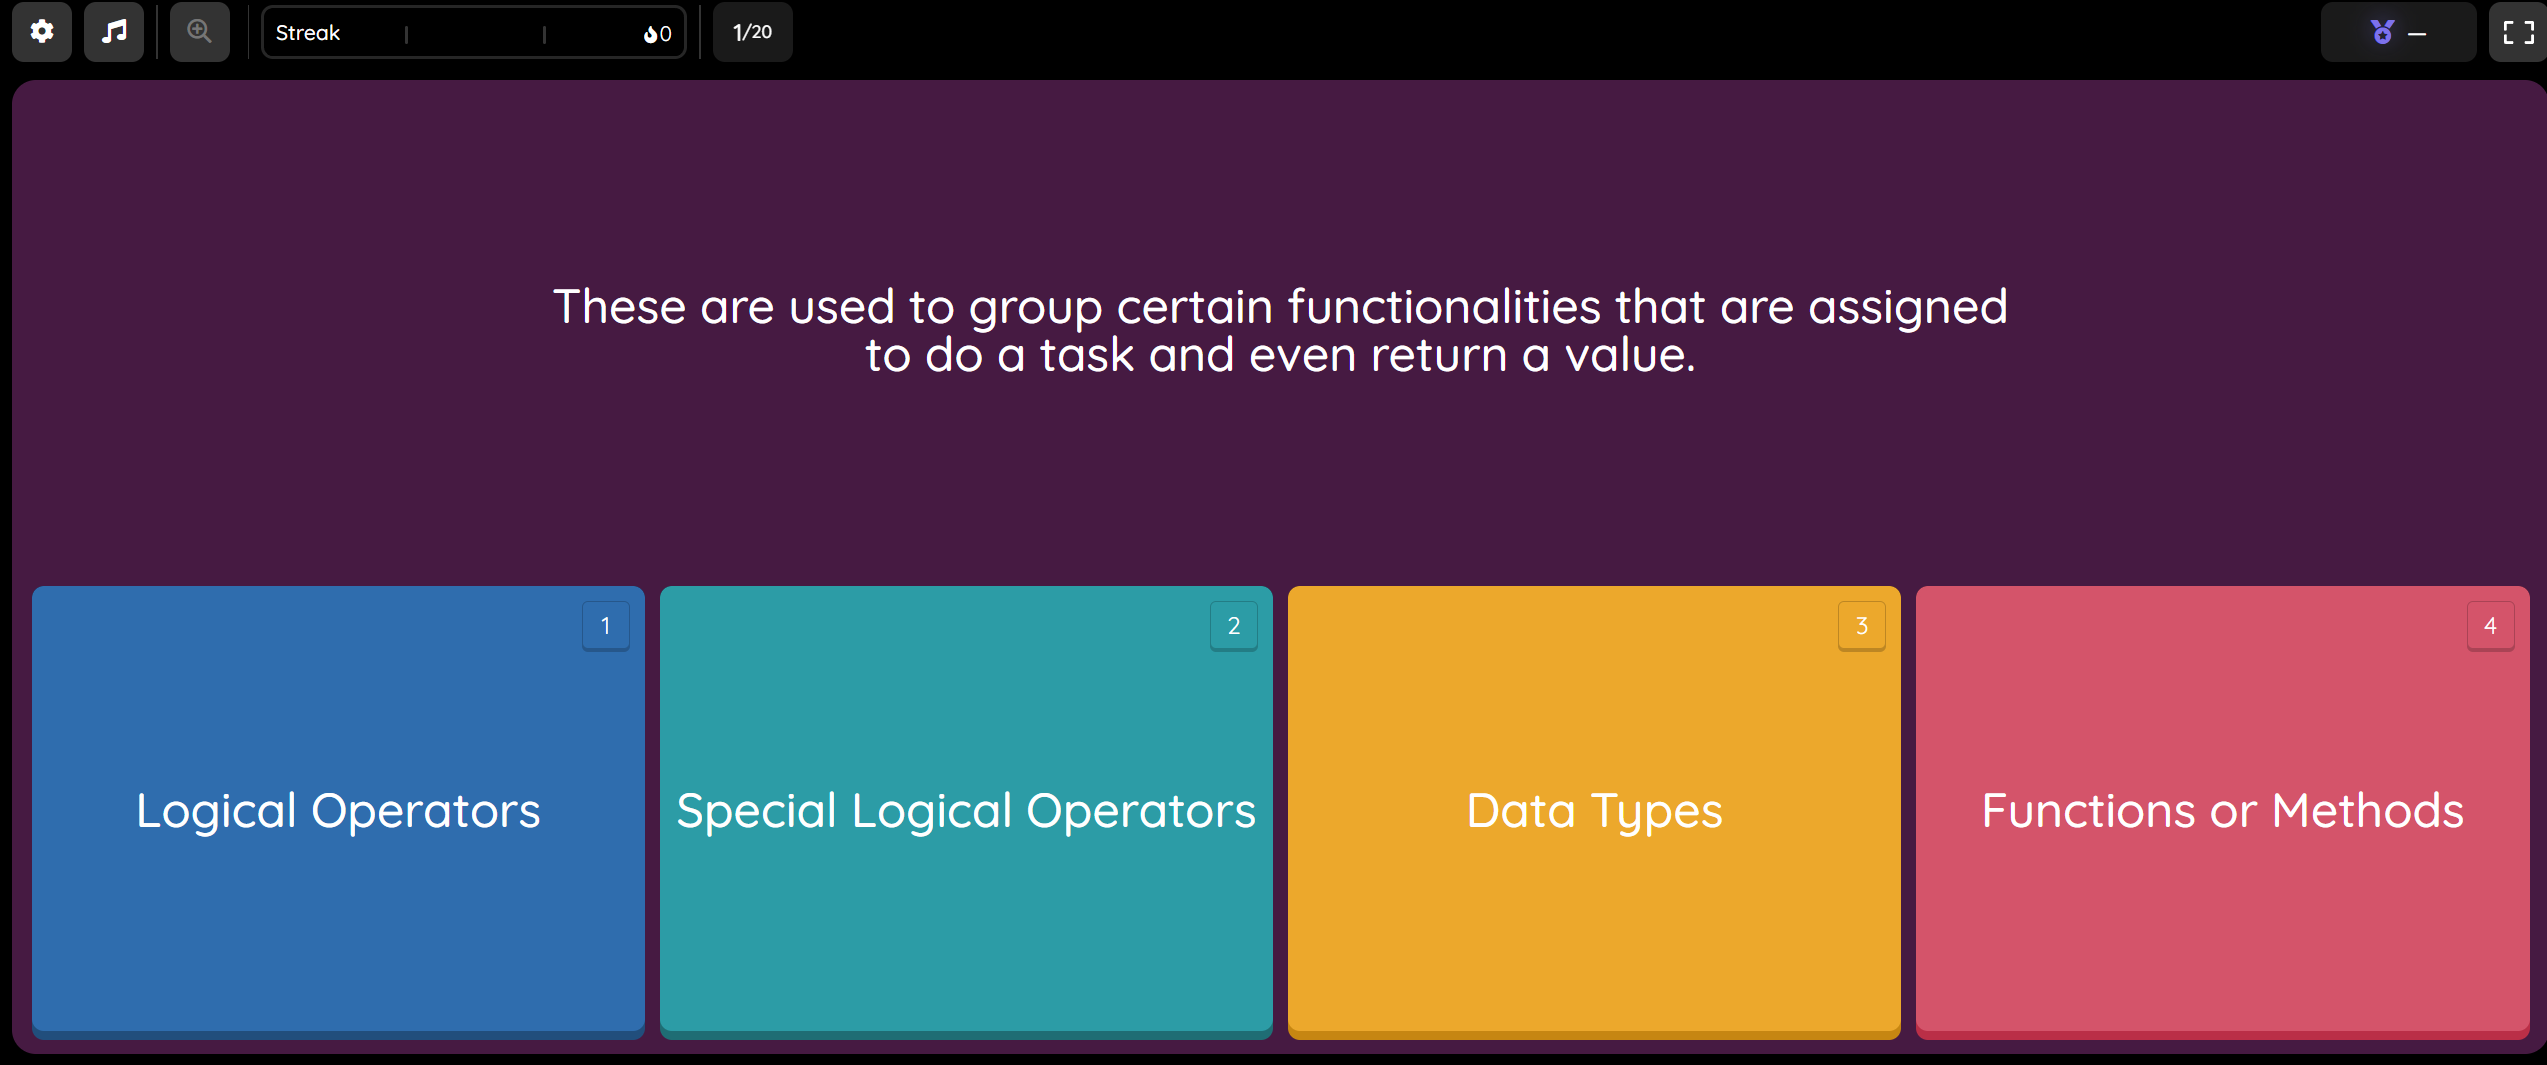 Streak
0
1/20
—
These are used to group certain functionalities that are assigned
to do a task and even return a value.
1
2
3
4
Logical Operators
Special Logical Operators
Data Types
Functions or Methods